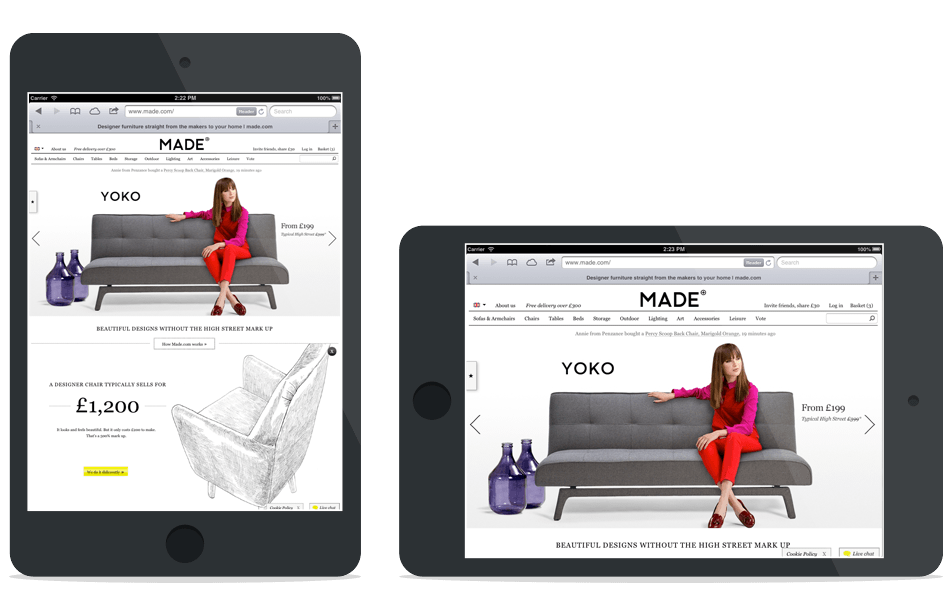 Carrier
2:22 PM
100%
www.made.com/
Reader
Search
Designer furniture straight from the makers to your home | made.com
About us
Free delivery over £300
MADE
Invite friends, share £30
Log in
Basket (3)
Sofas & Armchairs Chairs Tables Beds Storage Outdoor Lighting Art Accessories Leisure Vote
Annie from Penzance bought a Percy Scoop Back Chair, Marigold Orange, 19 minutes ago
YOKO
From £199
Typical High Street £399*
BEAUTIFUL DESIGNS WITHOUT THE HIGH STREET MARK UP
How Made.com works »
X
A DESIGNER CHAIR TYPICALLY SELLS FOR
£1,200
It looks and feels beautiful. But it only costs £200 to make.
That's a 500% mark up.
We do it differently »
Cookie Policy X
Live chat
Carrier
2:23 PM
100%
www.made.com/
Reader
Search
Designer furniture straight from the makers to your home | made.com
About us
Free delivery over £300
MADE
Invite friends, share £30
Log in
Basket (3)
Sofas & Armchairs Chairs Tables Beds Storage Outdoor Lighting Art Accessories Leisure Vote
Annie from Penzance bought a Percy Scoop Back Chair, Marigold Orange, 19 minutes ago
YOKO
From £199
Typical High Street £399*
BEAUTIFUL DESIGNS WITHOUT THE HIGH STREET MARK UP
Cookie Policy X
Live chat